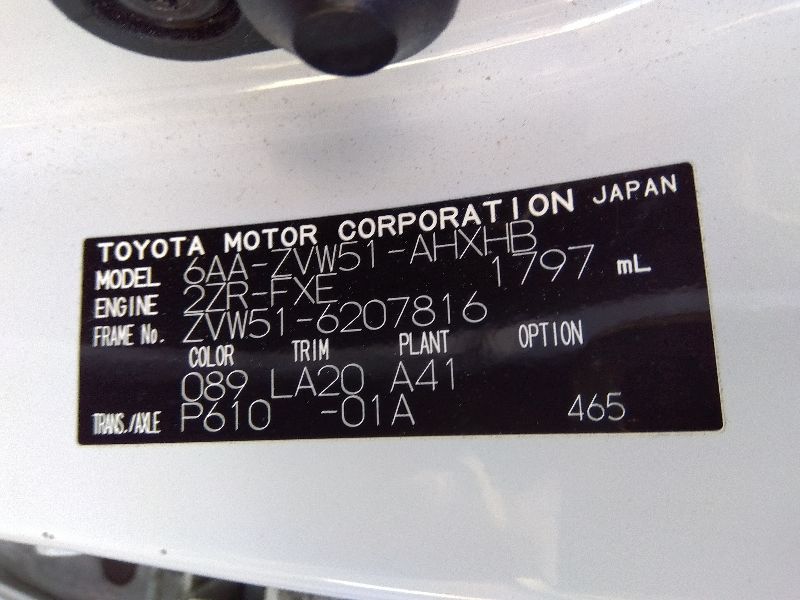 TOYOTA MOTOR CORPORATION JAPAN
MODEL 6AA-ZVW51-AHXHB
ENGINE 2ZR-FXE 1797 mL
FRAME No. ZVW51-6207816
COLOR TRIM PLANT OPTION
089 LA20 A41
TRANS./AXLE P610 -01A 465